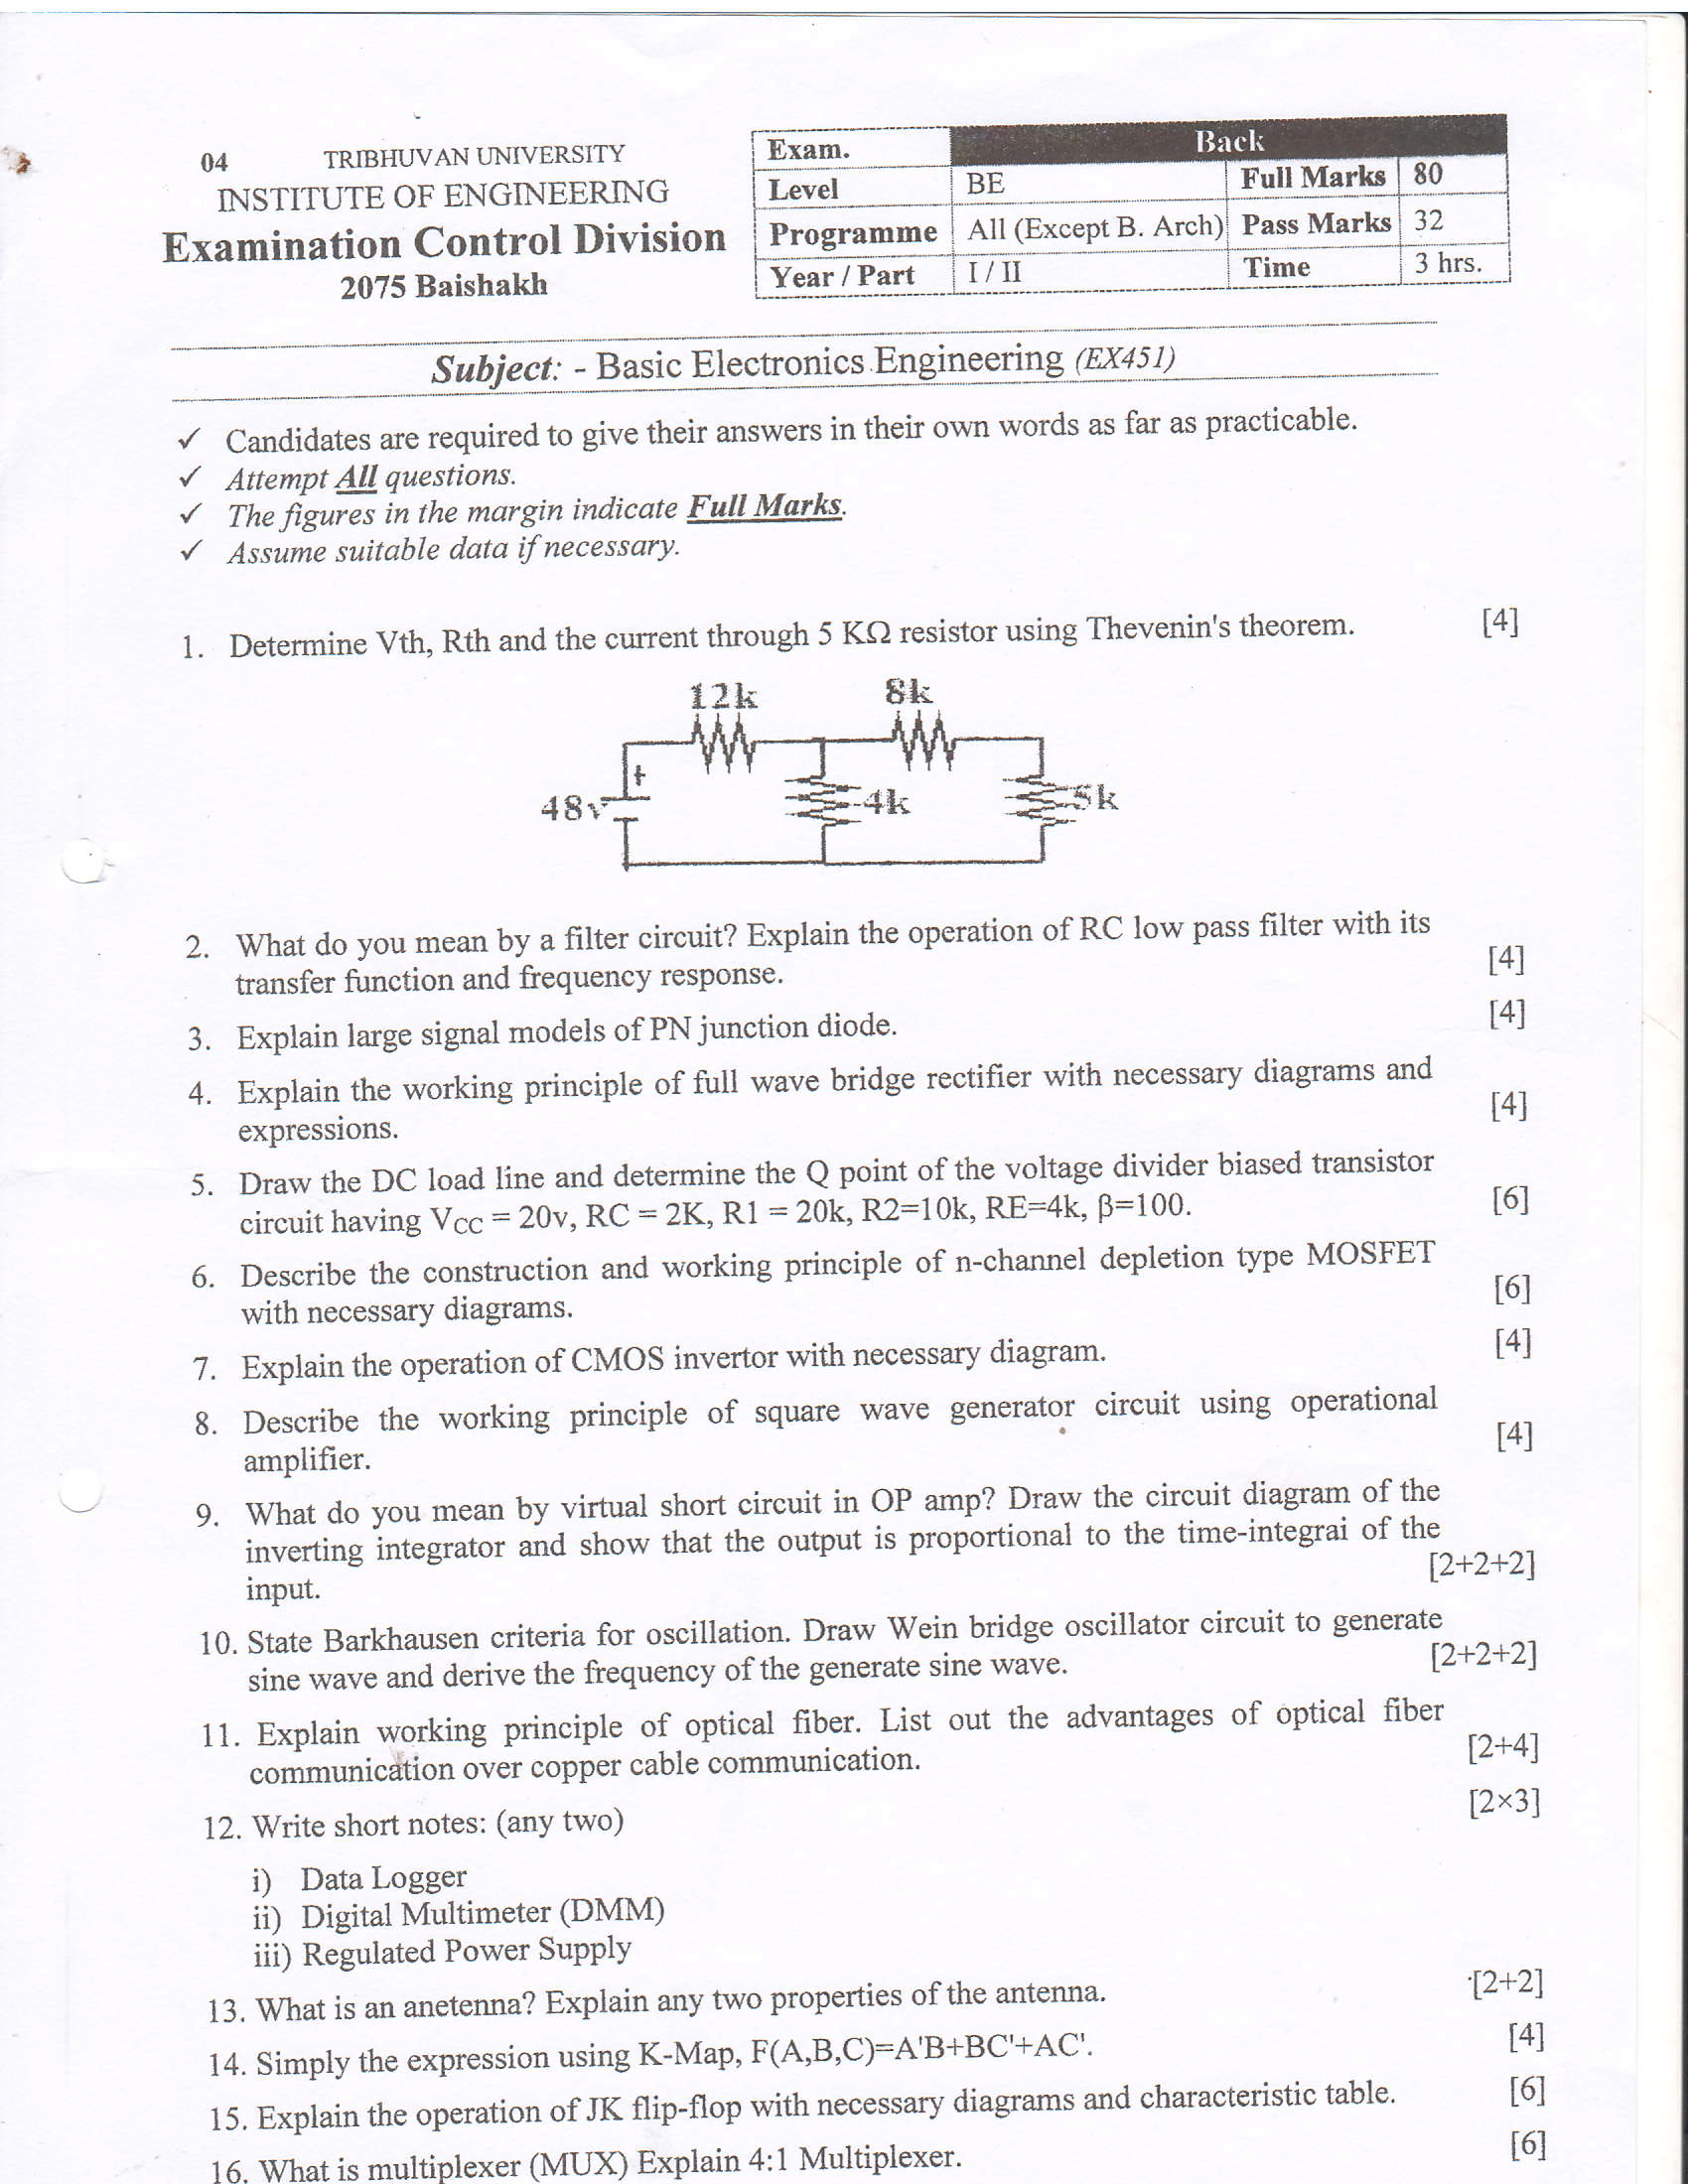 04 TRIBHUVAN UNIVERSITY
INSTITUTE OF ENGINEERING
Examination Control Division
2075 Baishakh
Exam. Back
Level BE Full Marks 80
Programme All (Except B. Arch) Pass Marks 32
Year / Part I / II Time 3 hrs.
Subject: - Basic Electronics Engineering (EX451)
✓ Candidates are required to give their answers in their own words as far as practicable.
✓ Attempt All questions.
✓ The figures in the margin indicate Full Marks.
✓ Assume suitable data if necessary.
1. Determine Vth, Rth and the current through 5 KΩ resistor using Thevenin's theorem. [4]
12k 8k
+
48v 4k 5k
2. What do you mean by a filter circuit? Explain the operation of RC low pass filter with its
transfer function and frequency response. [4]
3. Explain large signal models of PN junction diode. [4]
4. Explain the working principle of full wave bridge rectifier with necessary diagrams and
expressions. [4]
5. Draw the DC load line and determine the Q point of the voltage divider biased transistor
circuit having VCC = 20v, RC = 2K, R1 = 20k, R2=10k, RE=4k, β=100. [6]
6. Describe the construction and working principle of n-channel depletion type MOSFET
with necessary diagrams. [6]
7. Explain the operation of CMOS invertor with necessary diagram. [4]
8. Describe the working principle of square wave generator circuit using operational
amplifier. [4]
9. What do you mean by virtual short circuit in OP amp? Draw the circuit diagram of the
inverting integrator and show that the output is proportional to the time-integrai of the
input. [2+2+2]
10. State Barkhausen criteria for oscillation. Draw Wein bridge oscillator circuit to generate
sine wave and derive the frequency of the generate sine wave. [2+2+2]
11. Explain working principle of optical fiber. List out the advantages of optical fiber
communication over copper cable communication. [2+4]
12. Write short notes: (any two) [2×3]
i) Data Logger
ii) Digital Multimeter (DMM)
iii) Regulated Power Supply
13. What is an anetenna? Explain any two properties of the antenna. [2+2]
14. Simply the expression using K-Map, F(A,B,C)=A'B+BC'+AC'. [4]
15. Explain the operation of JK flip-flop with necessary diagrams and characteristic table. [6]
16. What is multiplexer (MUX) Explain 4:1 Multiplexer. [6]